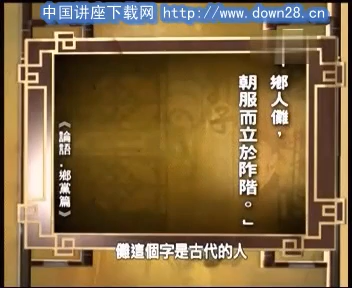 中国讲座下载网 http://www.down28.cn
鄉人儺，
朝服而立於阼階。」
《論語．鄉黨篇》
儺這個字是古代的人